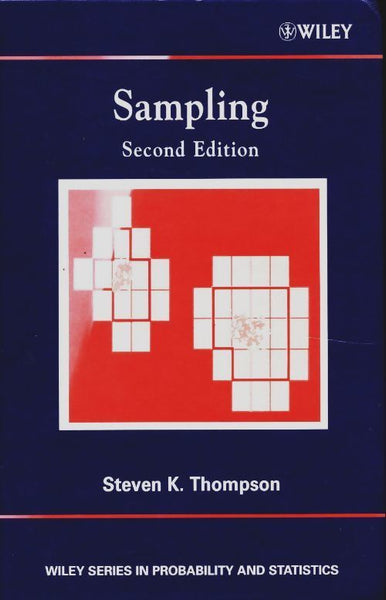 WILEY
Sampling
Second Edition
Steven K. Thompson
WILEY SERIES IN PROBABILITY AND STATISTICS